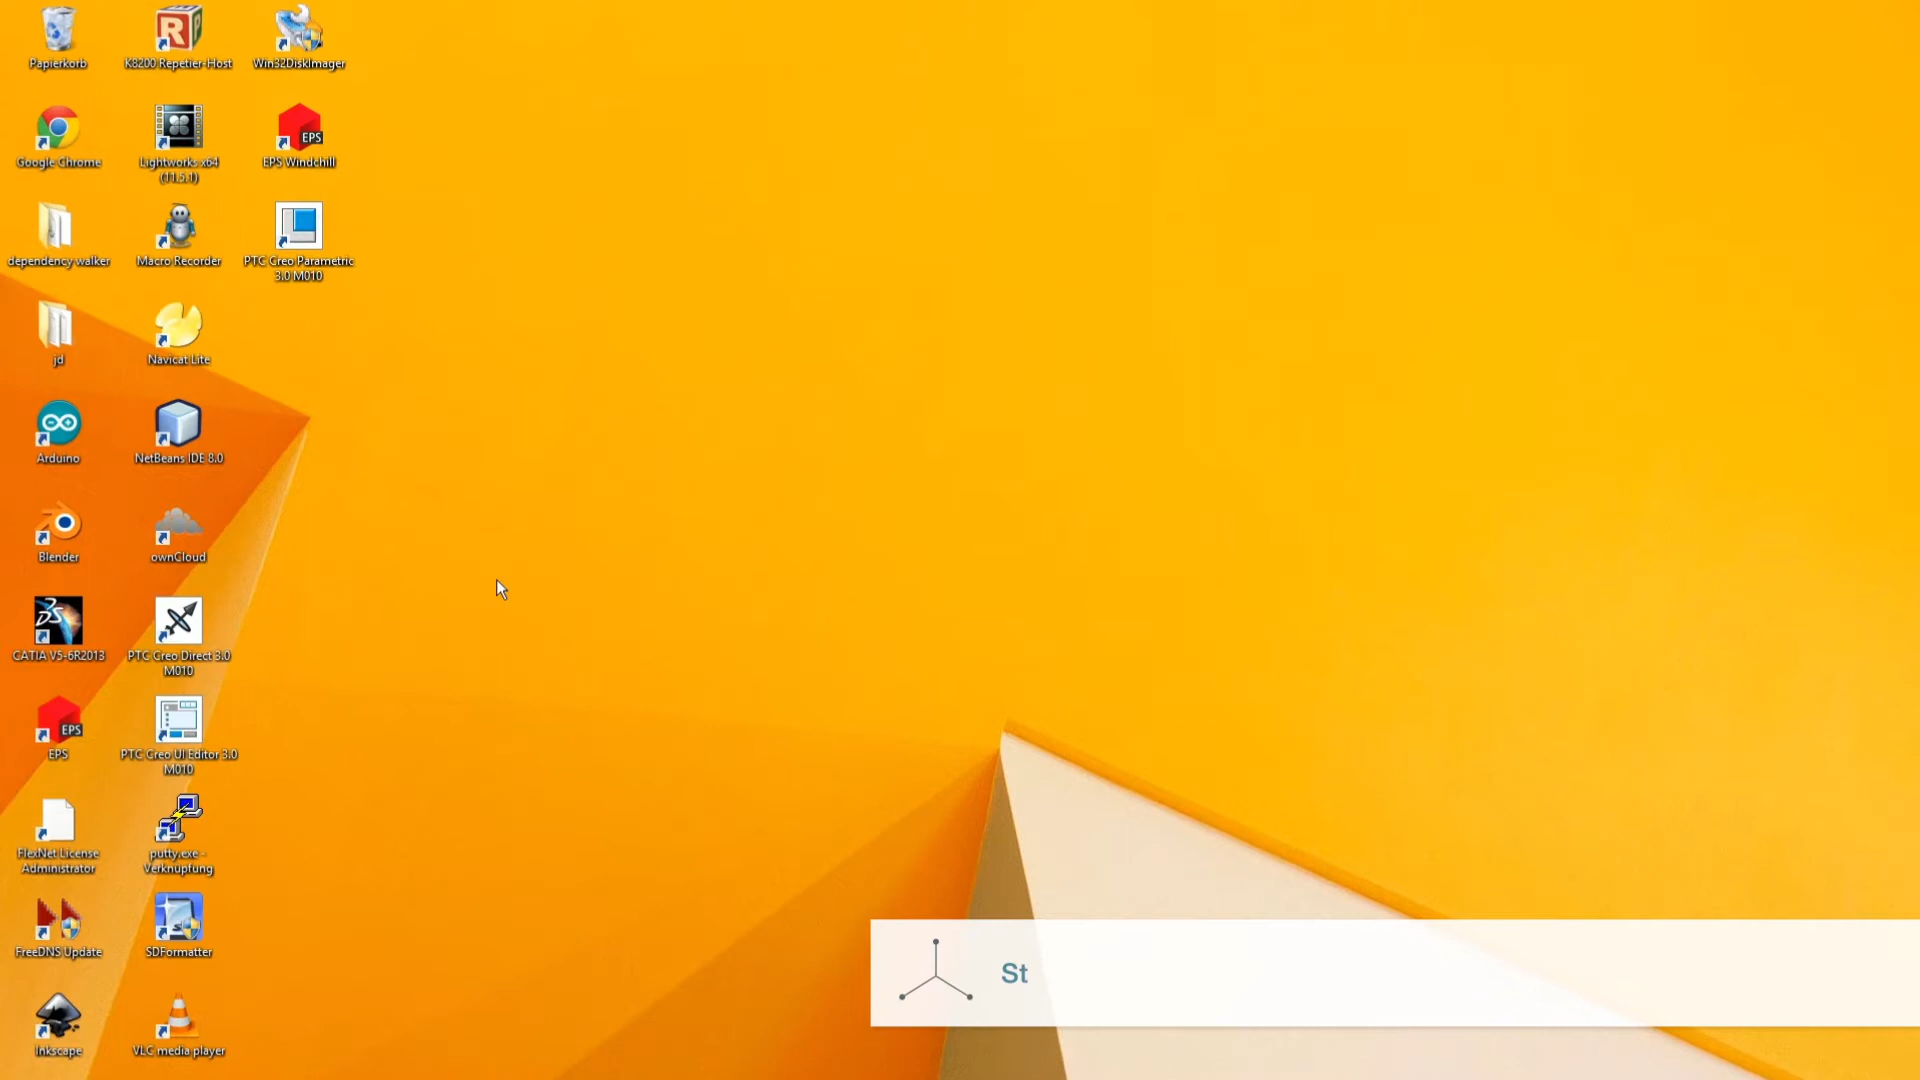 Papierkorb
K8200 Repetier-Host
Win32DiskImager
Google Chrome
Lightworks x64
(11.5.1)
EPS
EPS Windchill
dependency walker
Macro Recorder
PTC Creo Parametric
3.0 M010
jd
Navicat Lite
Arduino
NetBeans IDE 8.0
Blender
ownCloud
CATIA V5-6R2013
PTC Creo Direct 3.0
M010
EPS
EPS
PTC Creo UI Editor 3.0
M010
FlexNet License
Administrator
putty.exe -
Verknüpfung
FreeDNS Update
SDFormatter
Inkscape
VLC media player
St